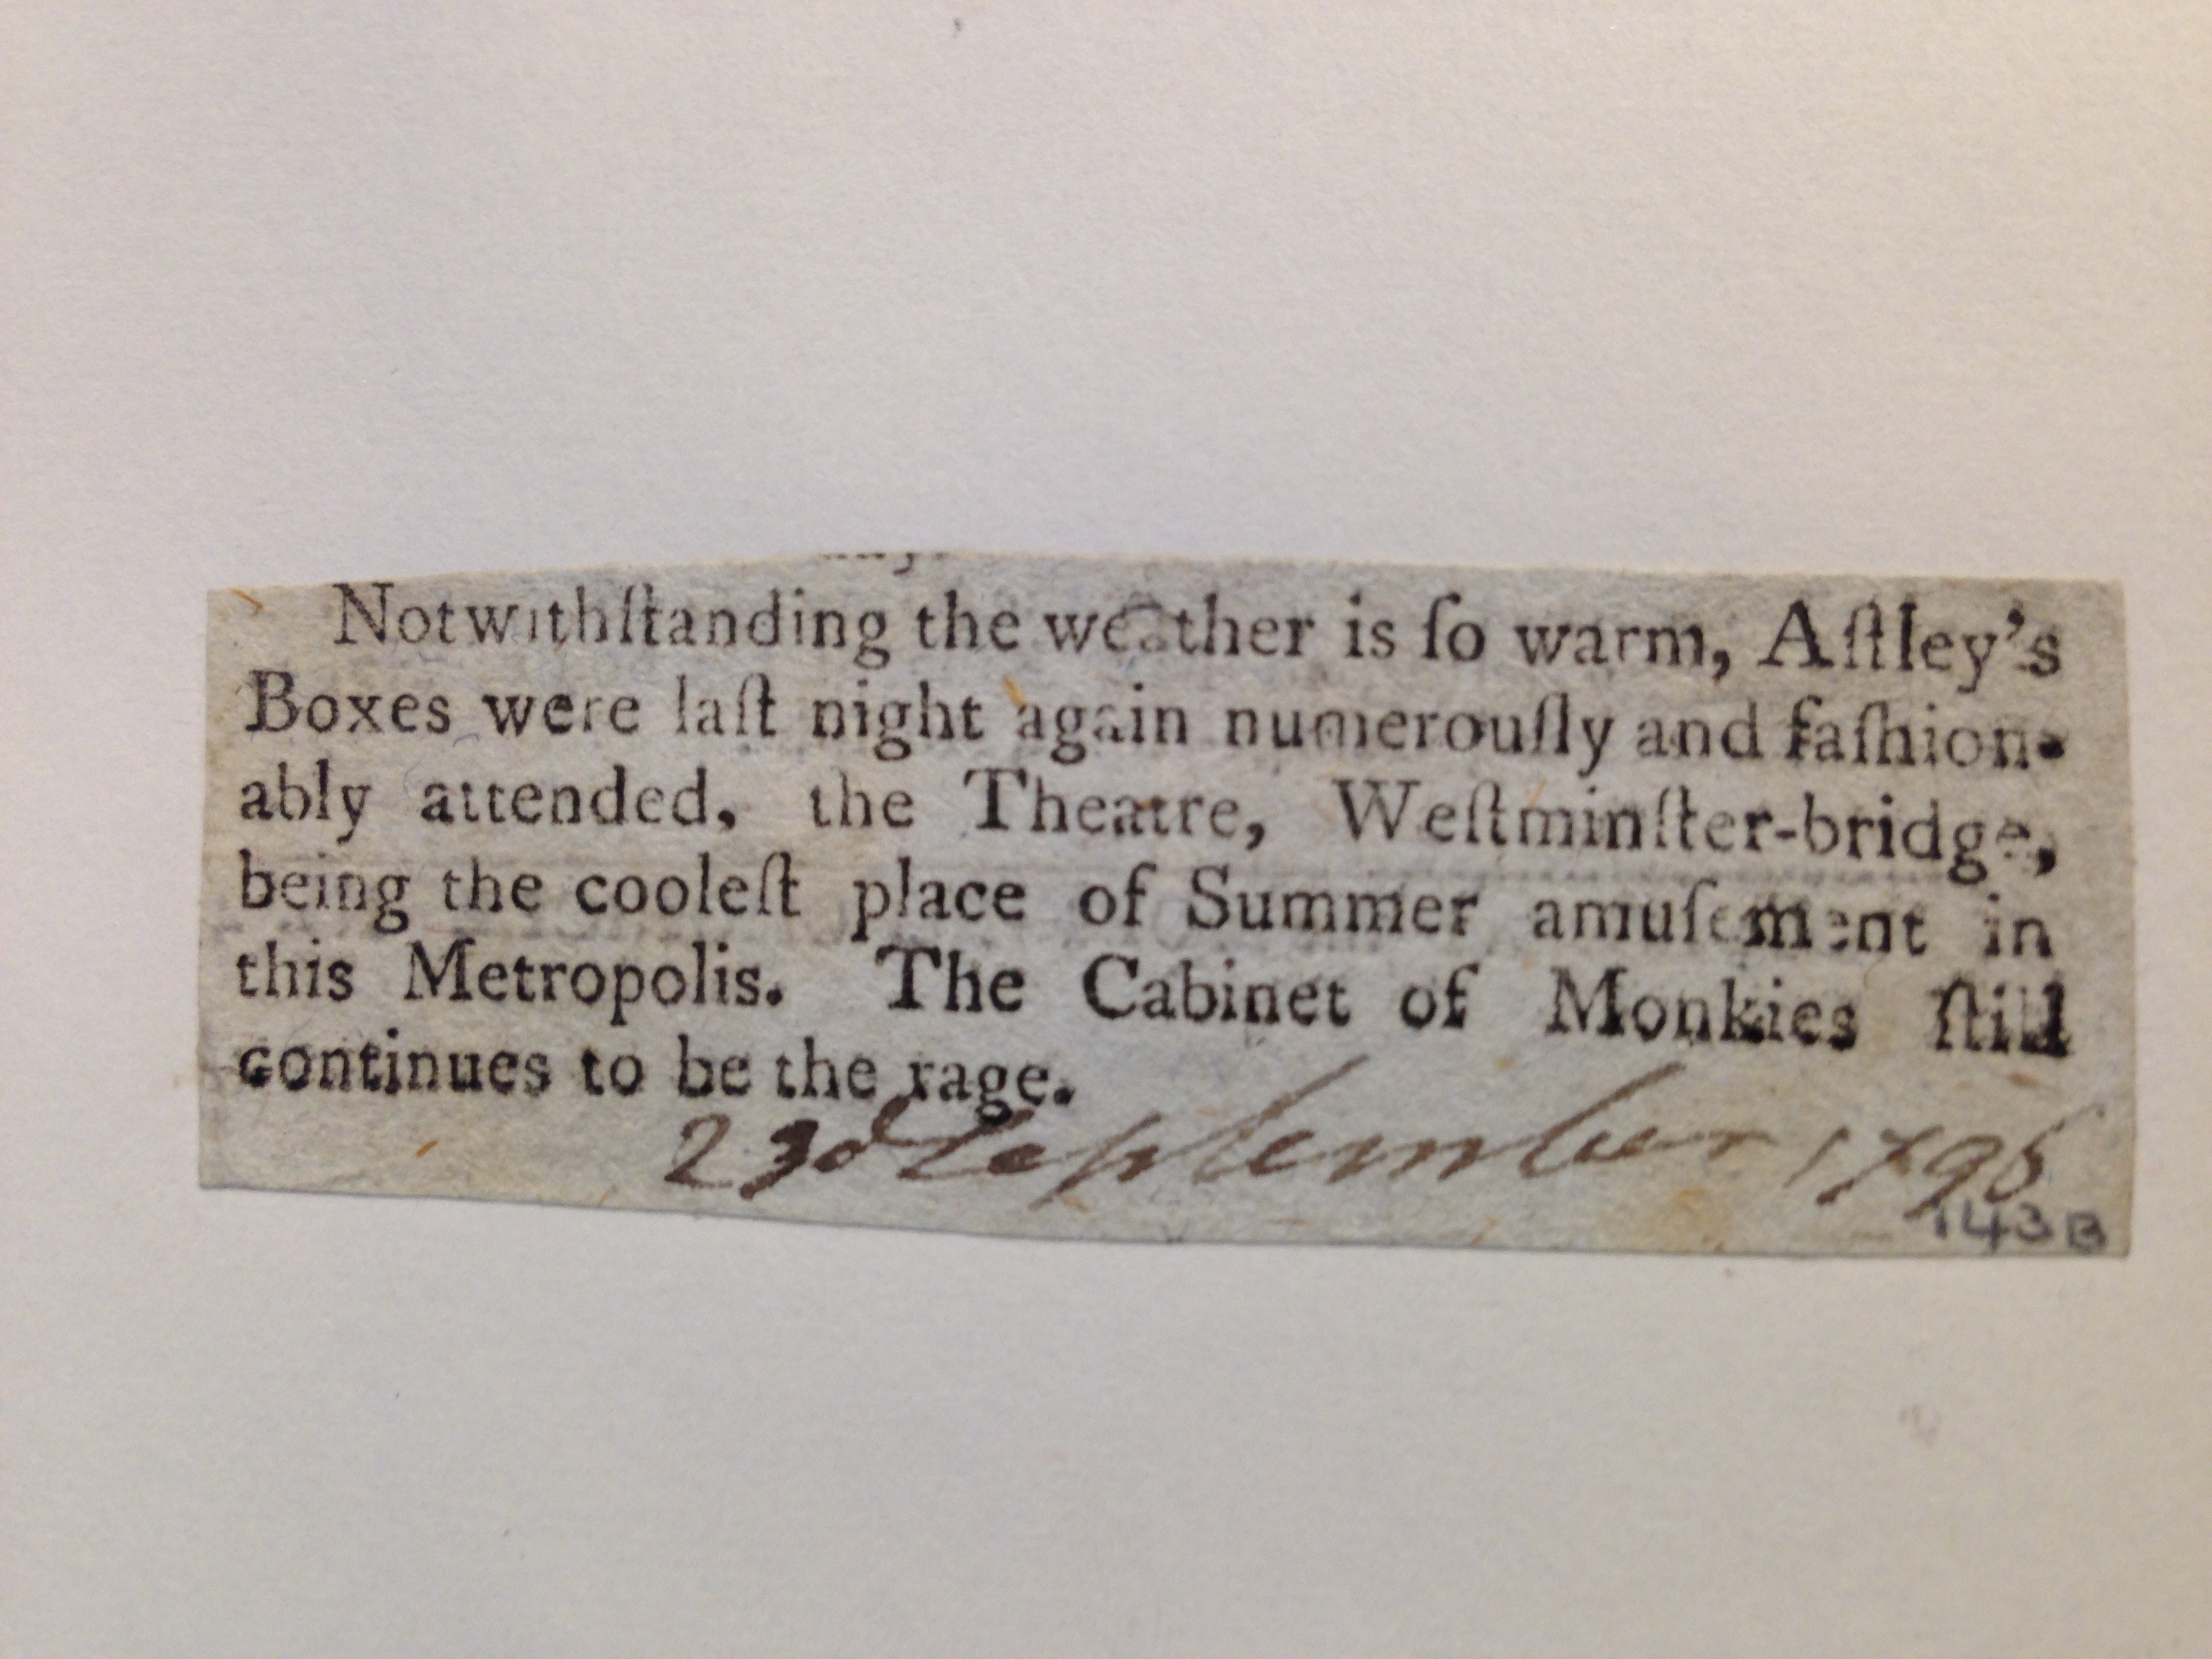 Notwithſtanding the weather is ſo warm, Aſtley's
Boxes were laſt night again numerouſly and faſhion-
ably attended, the Theatre, Weſtminſter-bridge,
being the cooleſt place of Summer amuſement in
this Metropolis. The Cabinet of Monkies ſtill
continues to be the rage.
23d September 1795
143B